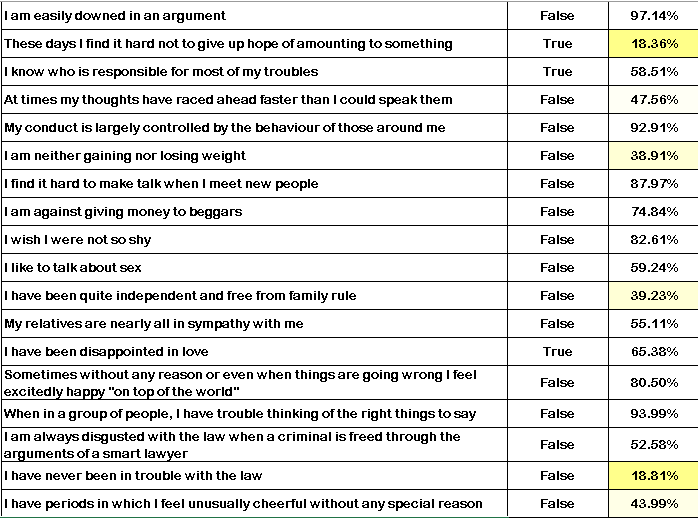 I am easily downed in an argument False 97.14%
These days I find it hard not to give up hope of amounting to something True 18.36%
I know who is responsible for most of my troubles True 58.51%
At times my thoughts have raced ahead faster than I could speak them False 47.56%
My conduct is largely controlled by the behaviour of those around me False 92.91%
I am neither gaining nor losing weight False 38.91%
I find it hard to make talk when I meet new people False 87.97%
I am against giving money to beggars False 74.84%
I wish I were not so shy False 82.61%
I like to talk about sex False 59.24%
I have been quite independent and free from family rule False 39.23%
My relatives are nearly all in sympathy with me False 55.11%
I have been disappointed in love True 65.38%
Sometimes without any reason or even when things are going wrong I feel
excitedly happy "on top of the world" False 80.50%
When in a group of people, I have trouble thinking of the right things to say False 93.99%
I am always disgusted with the law when a criminal is freed through the
arguments of a smart lawyer False 52.58%
I have never been in trouble with the law False 18.81%
I have periods in which I feel unusually cheerful without any special reason False 43.99%